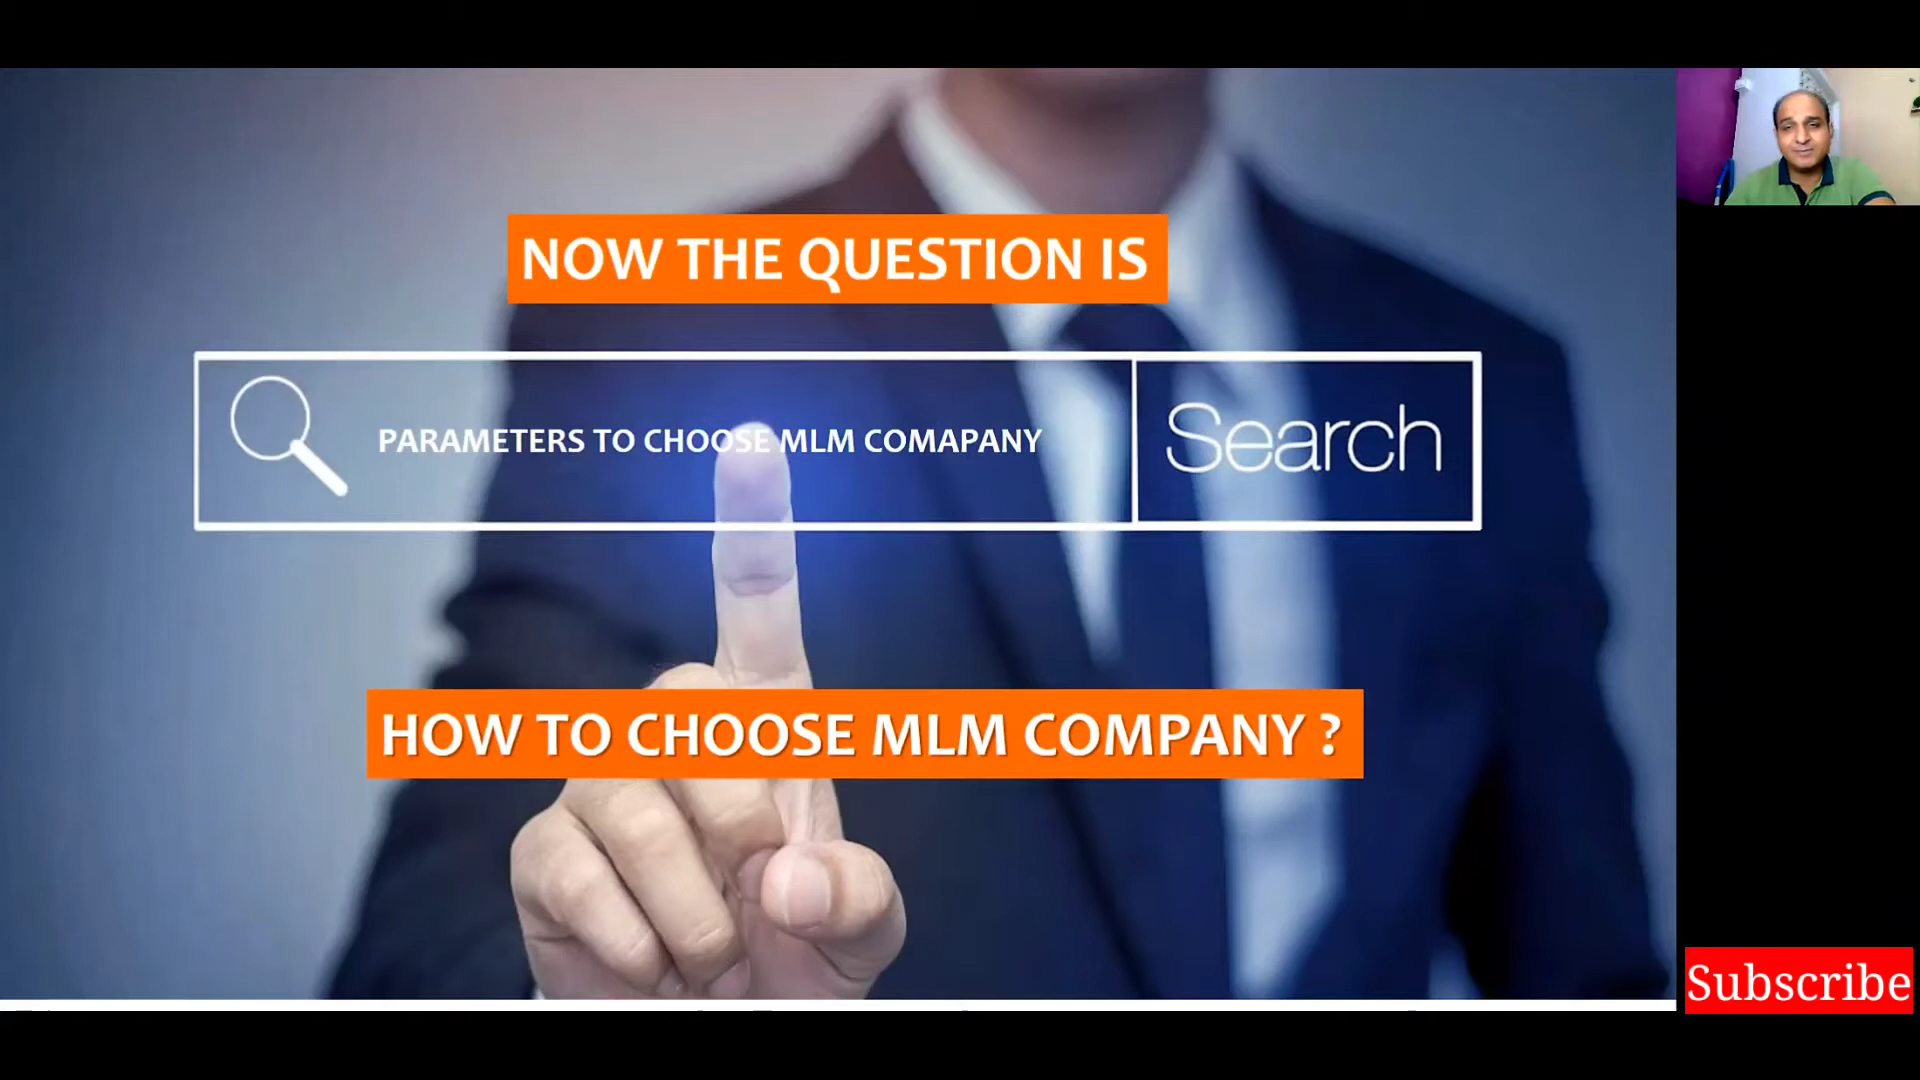 NOW THE QUESTION IS
PARAMETERS TO CHOOSE MLM COMAPANY
Search
HOW TO CHOOSE MLM COMPANY ?
Subscribe